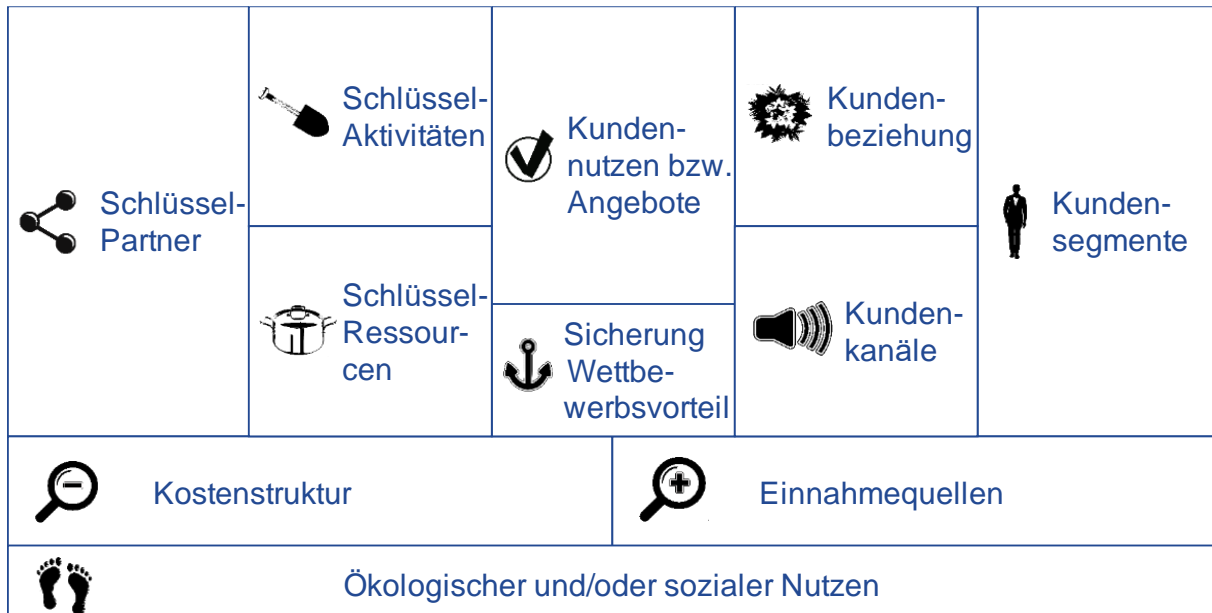 Schlüssel-
Partner
Schlüssel-
Aktivitäten
Schlüssel-
Ressour-
cen
Kunden-
nutzen bzw.
Angebote
Sicherung
Wettbe-
werbsvorteil
Kunden-
beziehung
Kunden-
kanäle
Kunden-
segmente
Kostenstruktur
Einnahmequellen
Ökologischer und/oder sozialer Nutzen